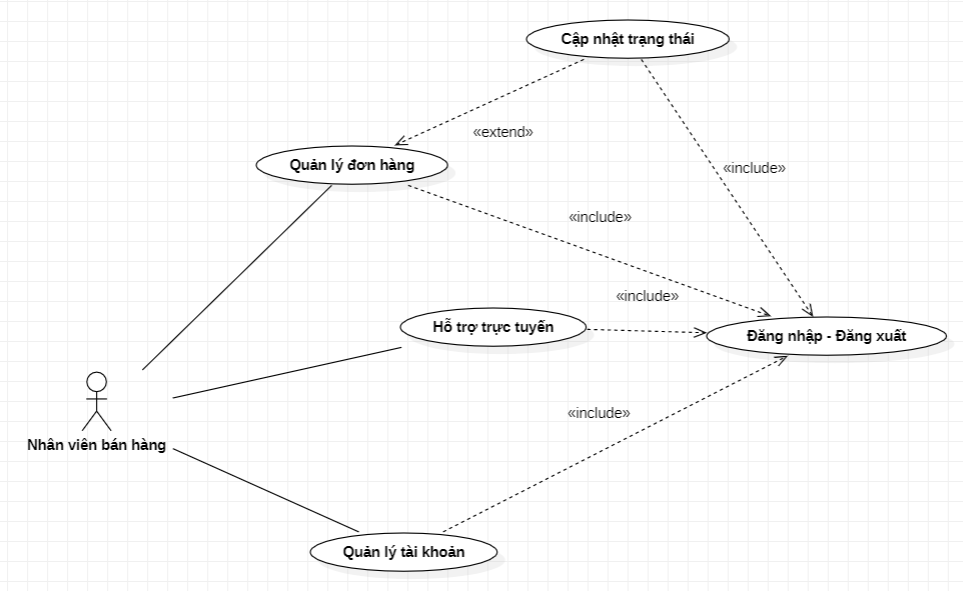 Cập nhật trạng thái
«extend»
Quản lý đơn hàng
«include»
«include»
«include»
Hỗ trợ trực tuyến
Đăng nhập - Đăng xuất
«include»
Nhân viên bán hàng
Quản lý tài khoản